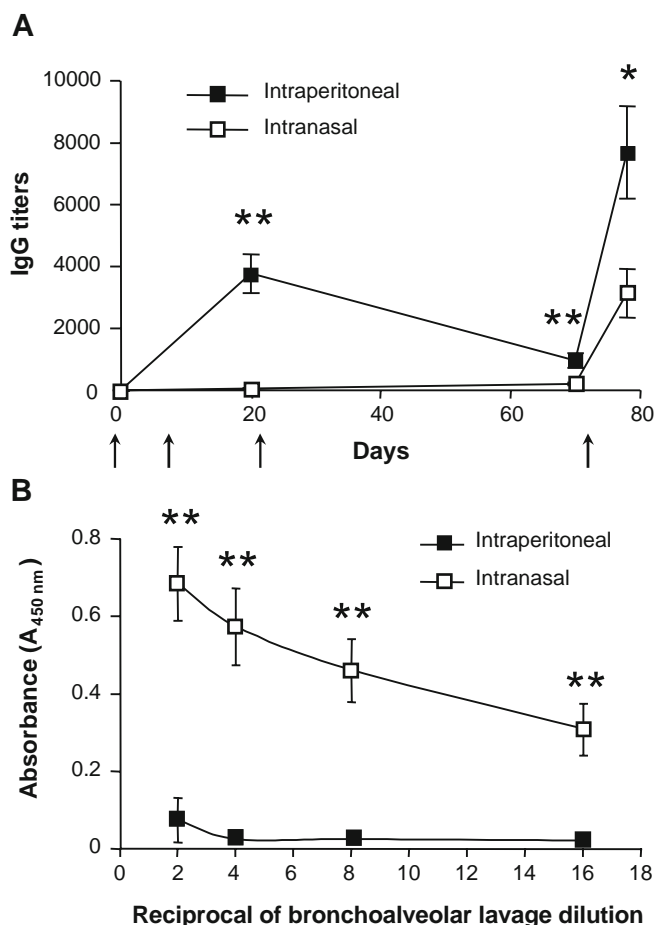 A
10000
8000
6000
4000
2000
0
IgG titers
Intraperitoneal
Intranasal
**
**
*
0 20 40 60 80
Days
B
0.8
0.6
0.4
0.2
0
Absorbance (A450 nm)
Intraperitoneal
Intranasal
**
**
**
**
0 2 4 6 8 10 12 14 16 18
Reciprocal of bronchoalveolar lavage dilution